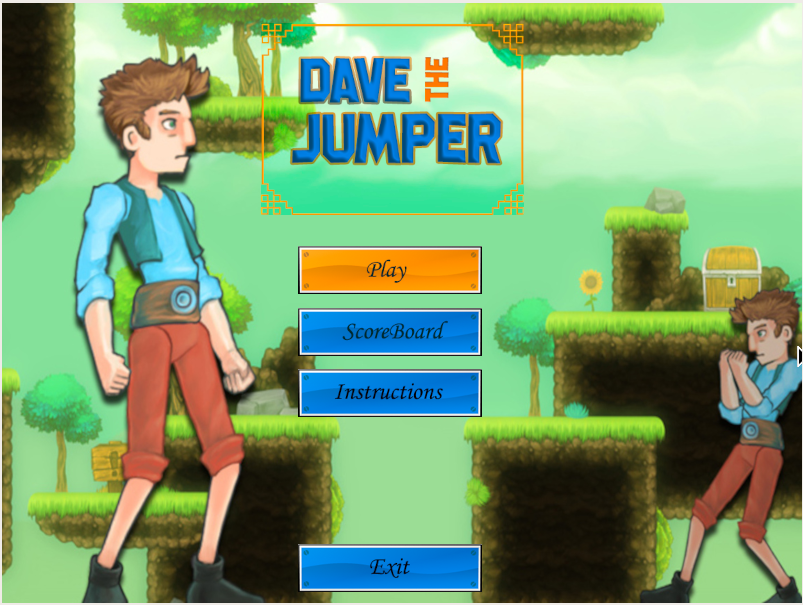 DAVE THE
JUMPER
Play
ScoreBoard
Instructions
Exit